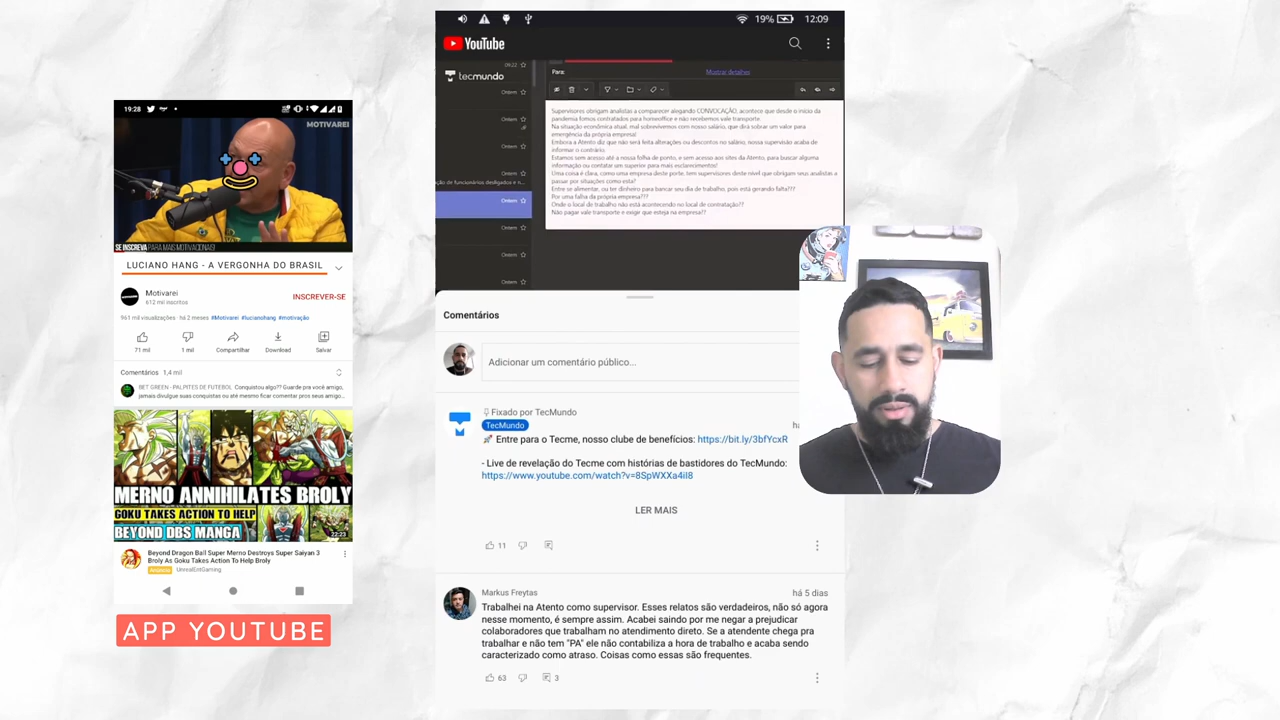 19:28
MOTIVAREI
SE INSCREVA PARA MAIS MOTIVACIONAIS!
LUCIANO HANG - A VERGONHA DO BRASIL
Motivarei
612 mil inscritos
INSCREVER-SE
961 mil visualizações · há 2 meses #Motivarei #lucianohang #motivação
71 mil
1 mil
Compartilhar
Download
Salvar
Comentários 1,4 mil
BET GREEN - PALPITES DE FUTEBOL Conquistou algo?? Guarde pra você amigo,
jamais divulgue suas conquistas ou até mesmo ficar comentar pros seus amigo...
MERNO ANNIHILATES BROLY
GOKU TAKES ACTION TO HELP
BEYOND DBS MANGA
22:23
Beyond Dragon Ball Super Merno Destroys Super Saiyan 3
Broly As Goku Takes Action To Help Broly
UnrealEntGaming
APP YOUTUBE
19% 12:09
YouTube
09:22
tecmundo
Ontem
Ontem
Ontem
Ontem
ção de funcionários desligados e n...
Ontem
Ontem
Ontem
Ontem
Para:
Mostrar detalhes
Supervisores obrigam analistas a comparecer alegando CONVOCAÇÃO, acontece que desde o inicio da
pandemia fomos contratados para homeoffice e não recebemos vale transporte.
Na situação econômica atual, mal sobrevivemos com nosso salário, que dirá sobrar um valor para
emergência da própria empresa!
Embora a Atento diz que não será feita alterações ou descontos no salário, nossa supervisão acaba de
informar o contrário.
Estamos sem acesso até a nossa folha de ponto, e sem acesso aos sites da Atento, para buscar alguma
informação ou contatar um superior para mais esclarecimentos!
Uma coisa é clara, como uma empresa deste porte, tem supervisores deste nível que obrigam seus analistas a
passar por situações como esta?
Entre se alimentar, ou ter dinheiro para bancar seu dia de trabalho, pois está gerando falta???
Por uma falha da própria empresa???
Onde o local de trabalho não está acontecendo no local de contratação??
Não pagar vale transporte e exigir que esteja na empresa??
Comentários
Adicionar um comentário público...
Fixado por TecMundo
TecMundo
Entre para o Tecme, nosso clube de benefícios: https://bit.ly/3bfYcxR
- Live de revelação do Tecme com histórias de bastidores do TecMundo:
https://www.youtube.com/watch?v=8SpWXXa4iI8
LER MAIS
11
Markus Freytas
há 5 dias
Trabalhei na Atento como supervisor. Esses relatos são verdadeiros, não só agora
nesse momento, é sempre assim. Acabei saindo por me negar a prejudicar
colaboradores que trabalham no atendimento direto. Se a atendente chega pra
trabalhar e não tem "PA" ele não contabiliza a hora de trabalho e acaba sendo
caracterizado como atraso. Coisas como essas são frequentes.
63
3